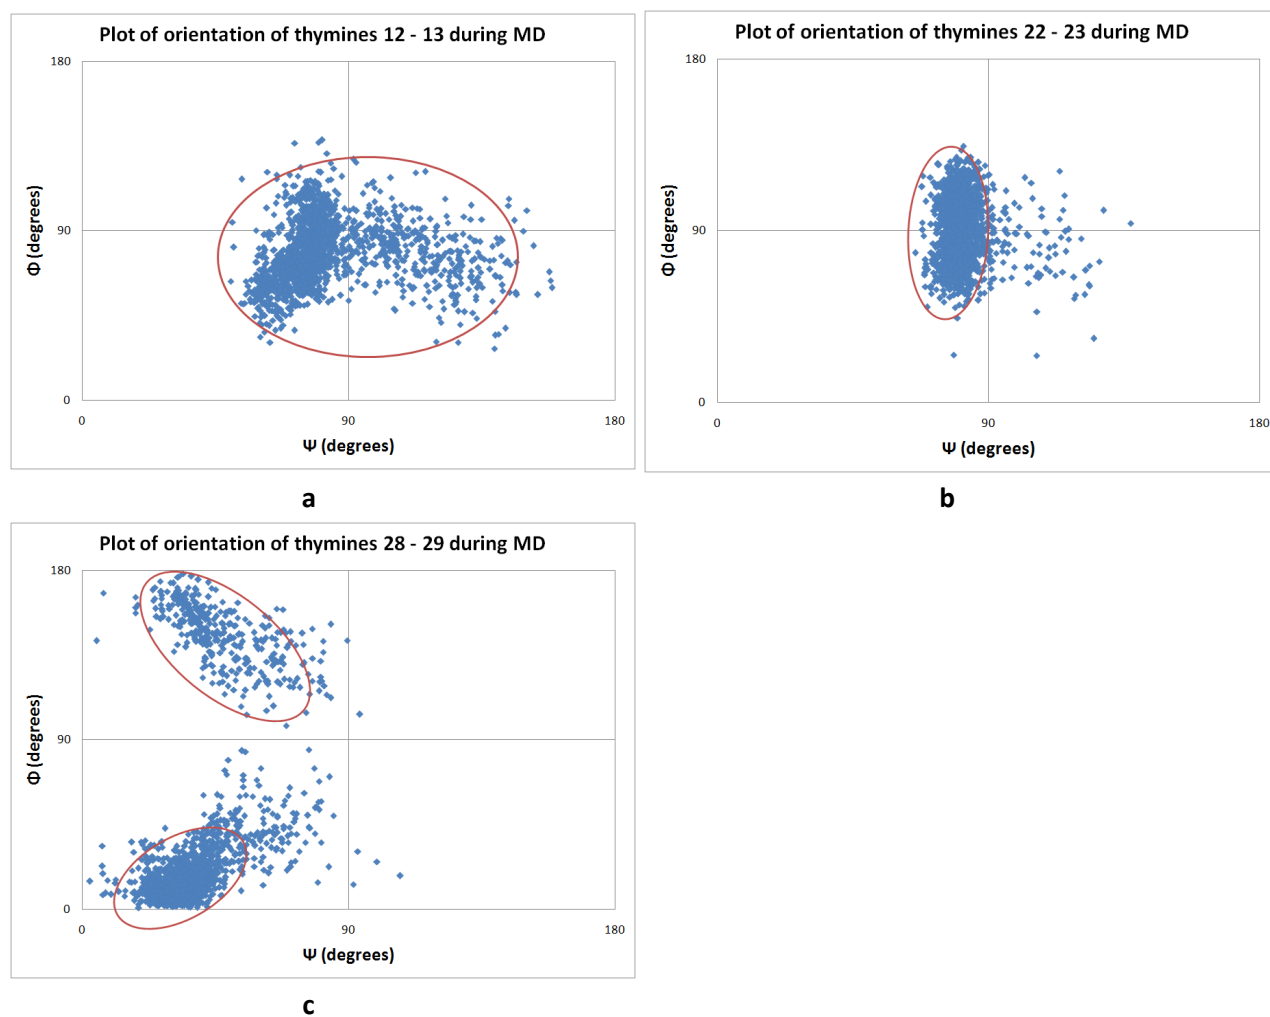 Plot of orientation of thymines 12 - 13 during MD
180
90
0
0
90
180
Φ (degrees)
Ψ (degrees)
a
Plot of orientation of thymines 22 - 23 during MD
180
90
0
0
90
180
Φ (degrees)
Ψ (degrees)
b
Plot of orientation of thymines 28 - 29 during MD
180
90
0
0
90
180
Φ (degrees)
Ψ (degrees)
c